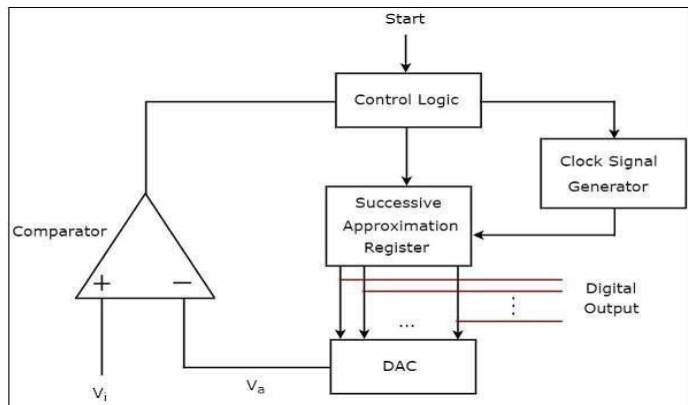 Start
Control Logic
Clock Signal
Generator
Successive
Approximation
Register
Comparator
+ −
Digital
Output
...
DAC
Vₐ
Vᵢ